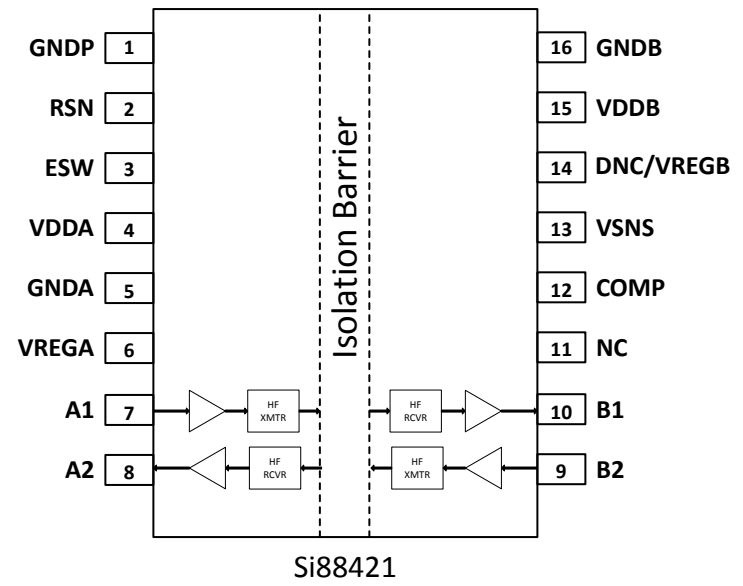 GNDP 1
16 GNDB
RSN 2
15 VDDB
ESW 3
14 DNC/VREGB
VDDA 4
13 VSNS
GNDA 5
12 COMP
VREGA 6
11 NC
Isolation Barrier
A1 7
HF
XMTR
HF
RCVR
10 B1
A2 8
HF
RCVR
HF
XMTR
9 B2
Si88421